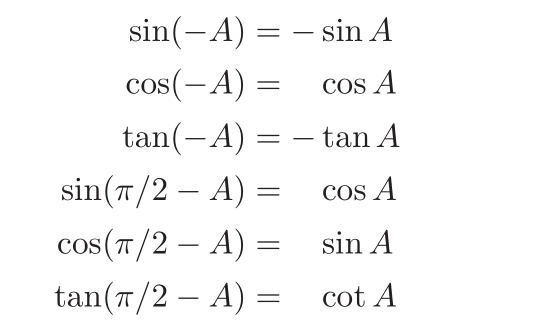 sin(−A) = − sin A
cos(−A) = cos A
tan(−A) = − tan A
sin(π/2 − A) = cos A
cos(π/2 − A) = sin A
tan(π/2 − A) = cot A